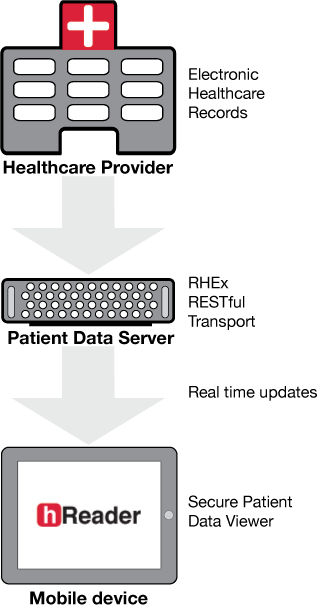 Electronic
Healthcare
Records
Healthcare Provider
RHEx
RESTful
Transport
Patient Data Server
Real time updates
hReader
Secure Patient
Data Viewer
Mobile device